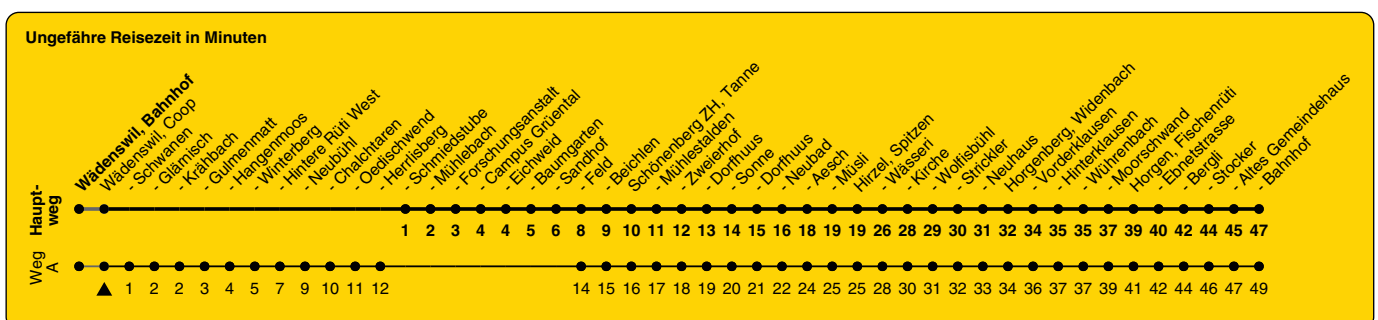 Ungefähre Reisezeit in Minuten
Wädenswil, Bahnhof
Wädenswil, Coop
- Schwanen
- Glärnisch
- Krähbach
- Gulmenmatt
- Hangenmoos
- Winterberg
- Hintere Rüti West
- Neubühl
- Chalchtaren
- Oedischwend
- Herrlisberg
- Schmiedstube
- Mühlebach
- Forschungsanstalt
- Campus Grüental
- Eichweid
- Baumgarten
- Sandhof
- Feld
- Beichlen
Schönenberg ZH, Tanne
- Mühlestalden
- Zweierhof
- Dorfhuus
- Sonne
- Dorfhuus
- Neubad
- Aesch
- Müsli
Hirzel, Spitzen
- Wässeri
- Kirche
- Wolfisbühl
- Strickler
- Neuhaus
Horgenberg, Widenbach
- Vorderklausen
- Hinterklausen
- Wührenbach
- Morschwand
Horgen, Fischenrüti
- Ebnetstrasse
- Bergli
- Stocker
- Altes Gemeindehaus
- Bahnhof
Haupt-
weg
1 2 3 4 4 5 6 8 9 10 11 12 13 14 15 16 18 19 19 26 28 29 30 31 32 34 35 35 37 39 40 42 44 45 47
Weg
A
1 2 2 3 4 5 7 9 10 11 12 14 15 16 17 18 19 20 21 22 24 25 25 28 30 31 32 33 34 36 37 37 39 41 42 44 46 47 49